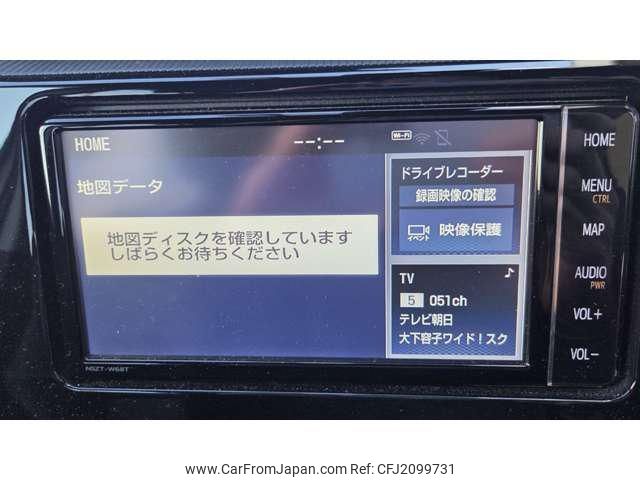 HOME
--:--
Wi-Fi
地図データ
地図ディスクを確認しています
しばらくお待ちください
ドライブレコーダー
録画映像の確認
イベント
映像保護
TV
5 051ch
テレビ朝日
大下容子ワイド!スク
NSZT-W68T
HOME
MENU
CTRL
MAP
AUDIO
PWR
VOL+
VOL-
www.CarFromJapan.com CFJ2099731